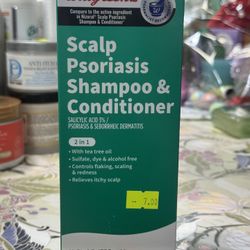 Compare to the active ingredient in
Nizoral® Scalp Psoriasis
Shampoo & Conditioner*
Scalp
Psoriasis
Shampoo &
Conditioner
SALICYLIC ACID 3% /
PSORIASIS & SEBORRHEIC DERMATITIS
2 in 1
• With tea tree oil
• Sulfate, dye & alcohol free
• Controls flaking, scaling
& redness
• Relieves itchy scalp
7.00